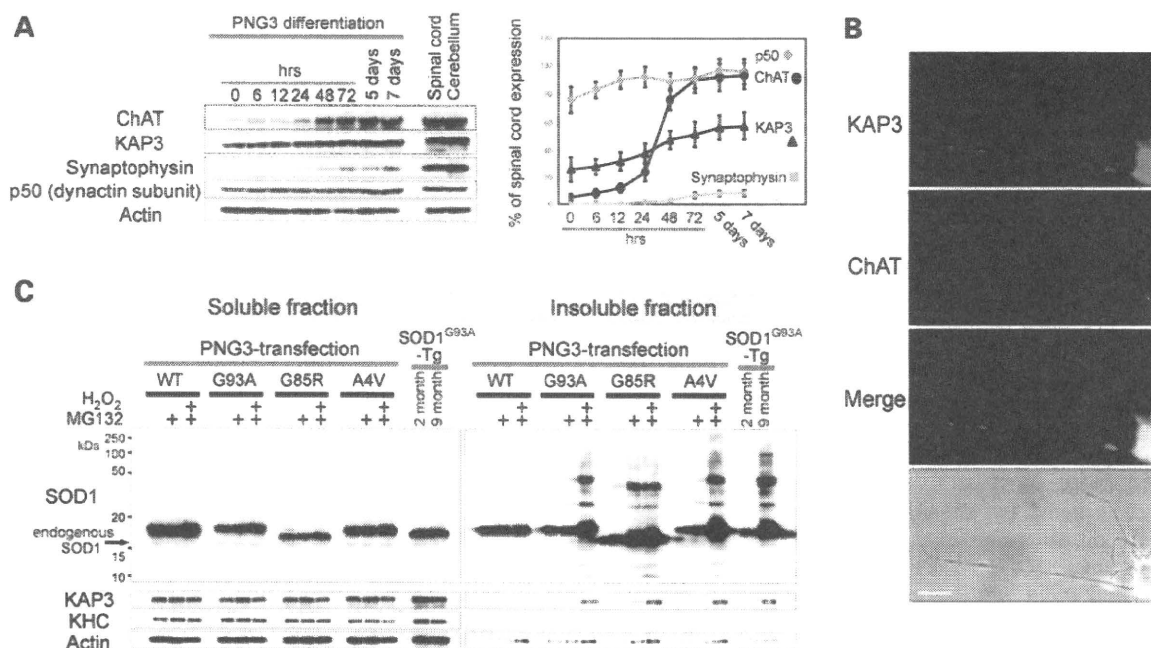 A
PNG3 differentiation
hrs
0 6 12 24 48 72 5 days 7 days
Spinal cord
Cerebellum
ChAT
KAP3
Synaptophysin
p50 (dynactin subunit)
Actin
% of spinal cord expression
p50
ChAT
KAP3
Synaptophysin
0 6 12 24 48 72 5 days 7 days
hrs
B
KAP3
ChAT
Merge
C
Soluble fraction
PNG3-transfection
SOD1G93A
-Tg
WT G93A G85R A4V
2 month
9 month
H2O2 + + + +
MG132 + + + + + + + +
kDa
250
100
50
20
15
10
SOD1
endogenous
SOD1
KAP3
KHC
Actin
Insoluble fraction
PNG3-transfection
SOD1G93A
-Tg
WT G93A G85R A4V
2 month
9 month
+ + + +
+ + + + + + + +